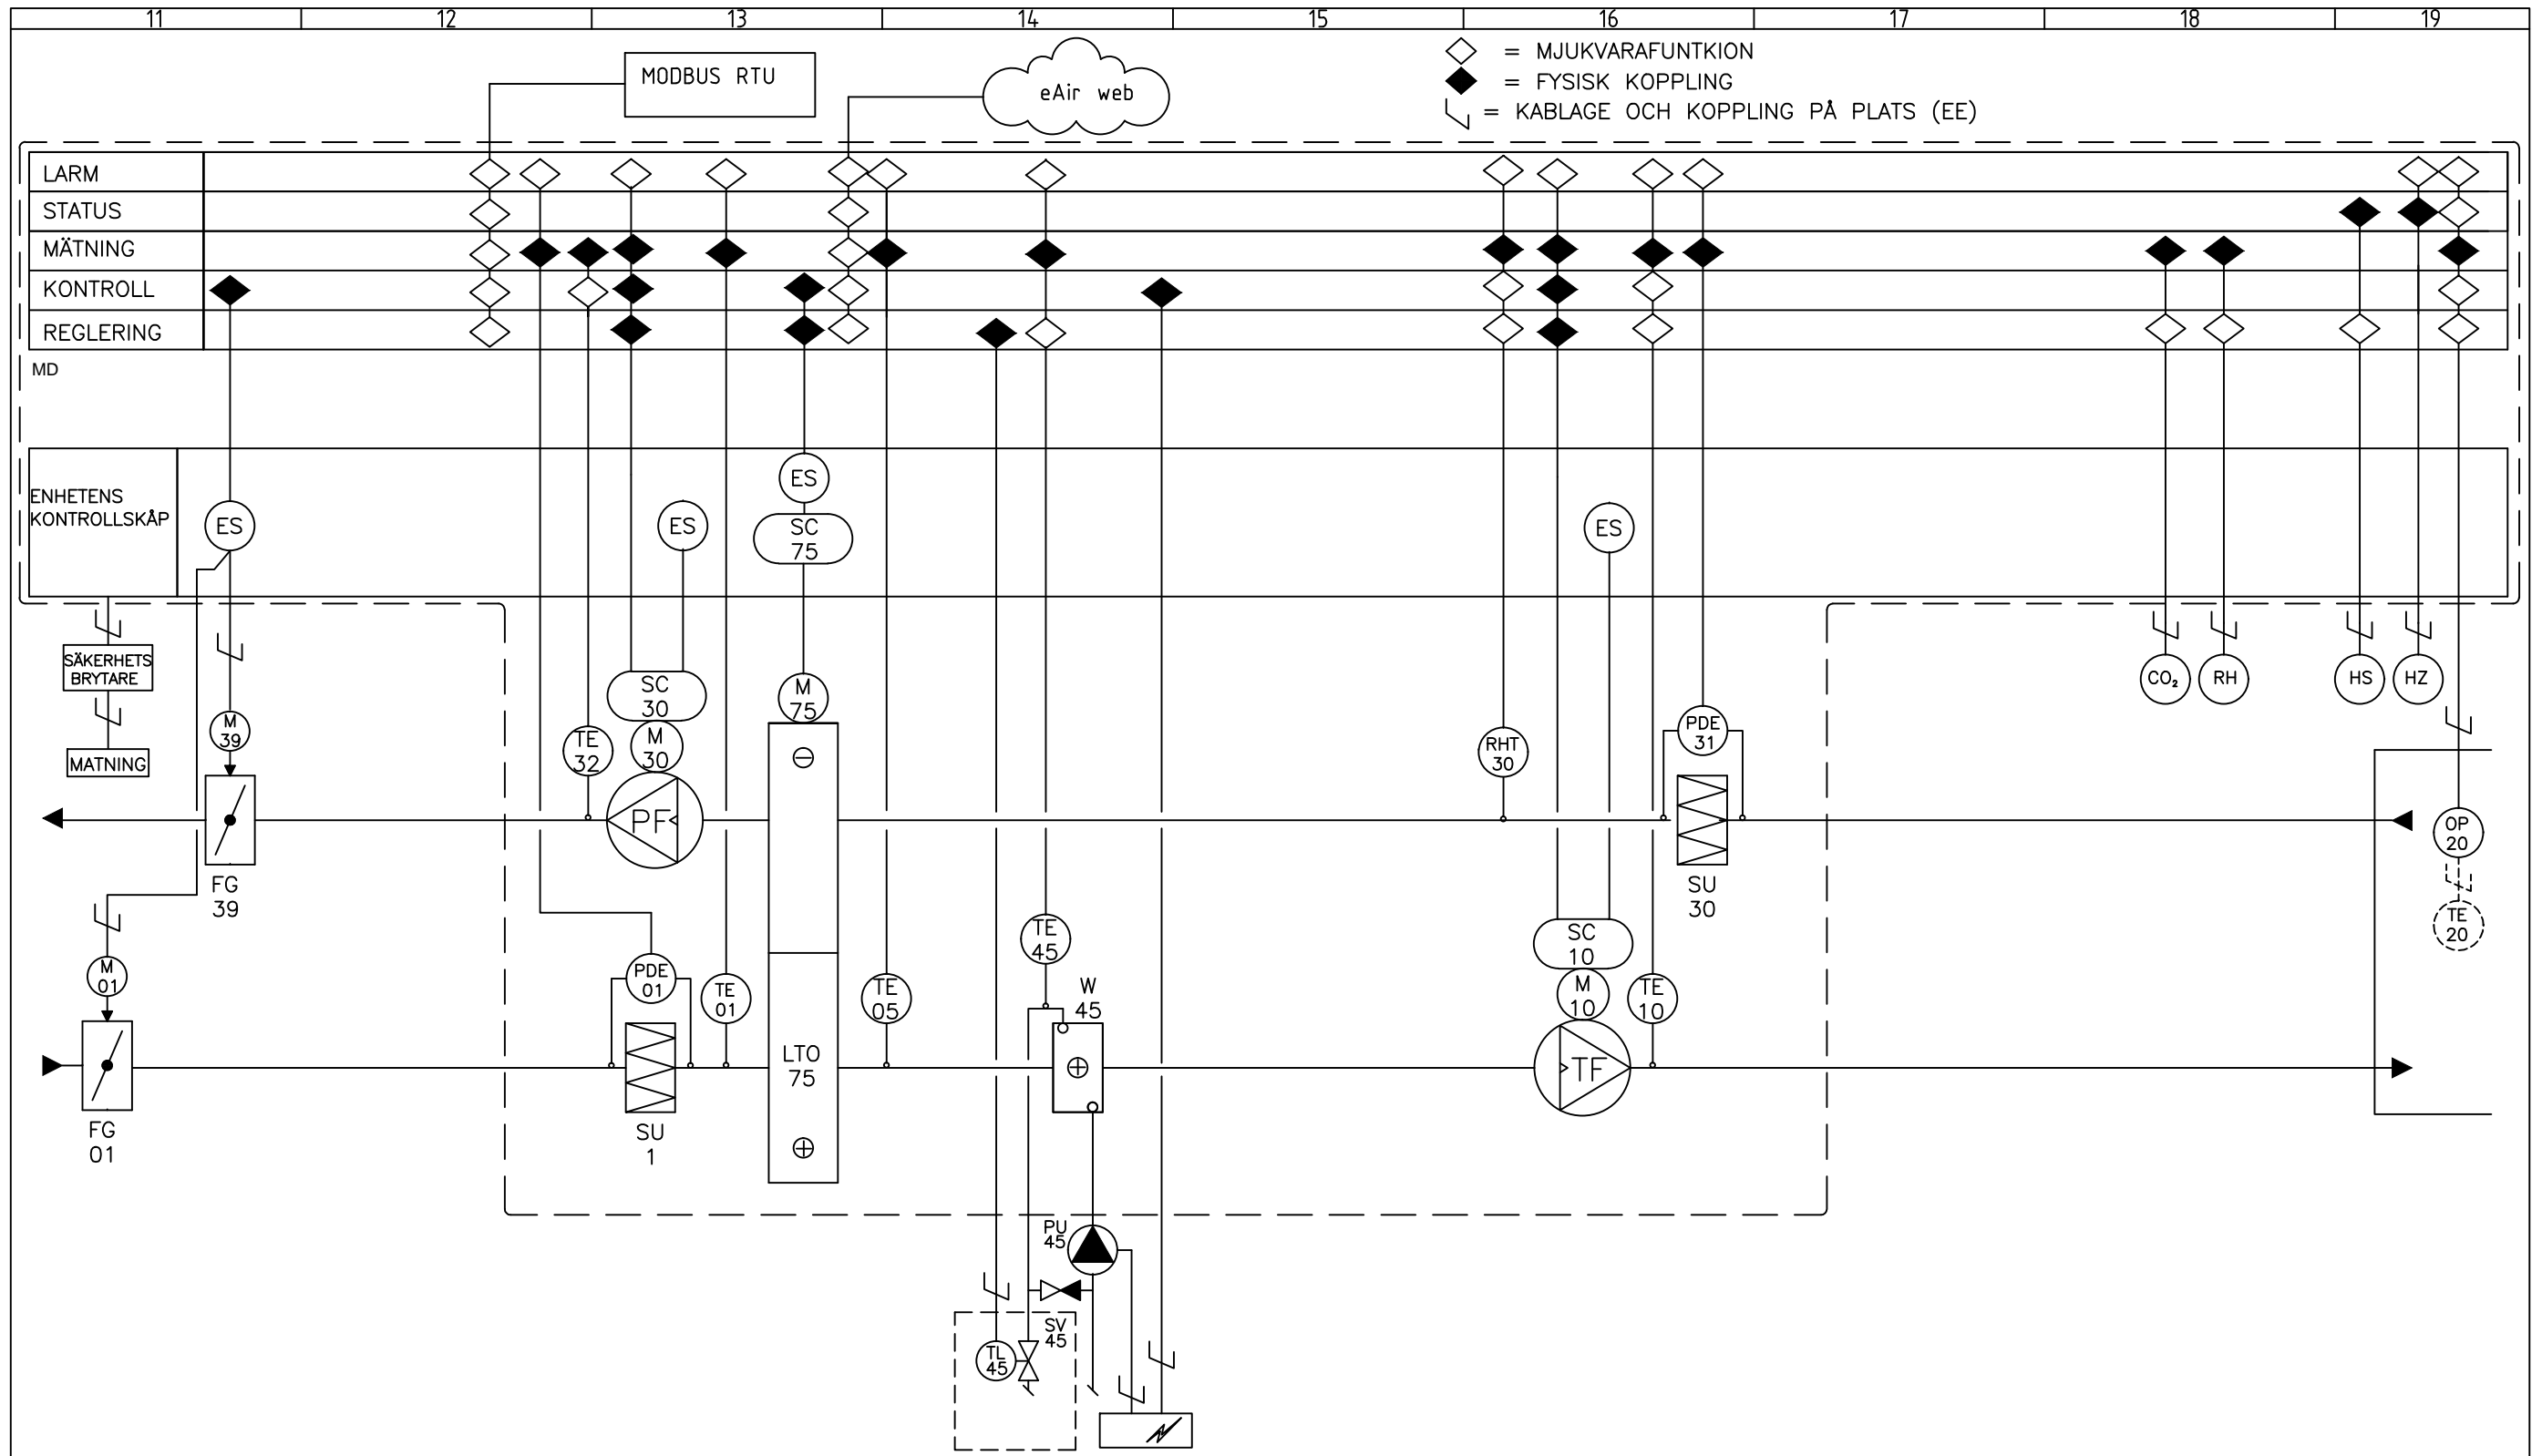 11 12 13 14 15 16 17 18 19
MODBUS RTU
eAir web
= MJUKVARAFUNTKION
= FYSISK KOPPLING
= KABLAGE OCH KOPPLING PÅ PLATS (EE)
LARM
STATUS
MÄTNING
KONTROLL
REGLERING
MD
ENHETENS
KONTROLLSKÅP
ES
ES
ES
SC
75
ES
SÄKERHETS
BRYTARE
MATNING
M
39
TE
32
SC
30
M
30
M
75
RHT
30
PDE
31
CO₂
RH
HS
HZ
PF
FG
39
SU
30
OP
20
TE
20
M
01
PDE
01
TE
01
TE
05
TE
45
W
45
SC
10
M
10
TE
10
LTO
75
TF
FG
01
SU
1
PU
45
SV
45
TL
45